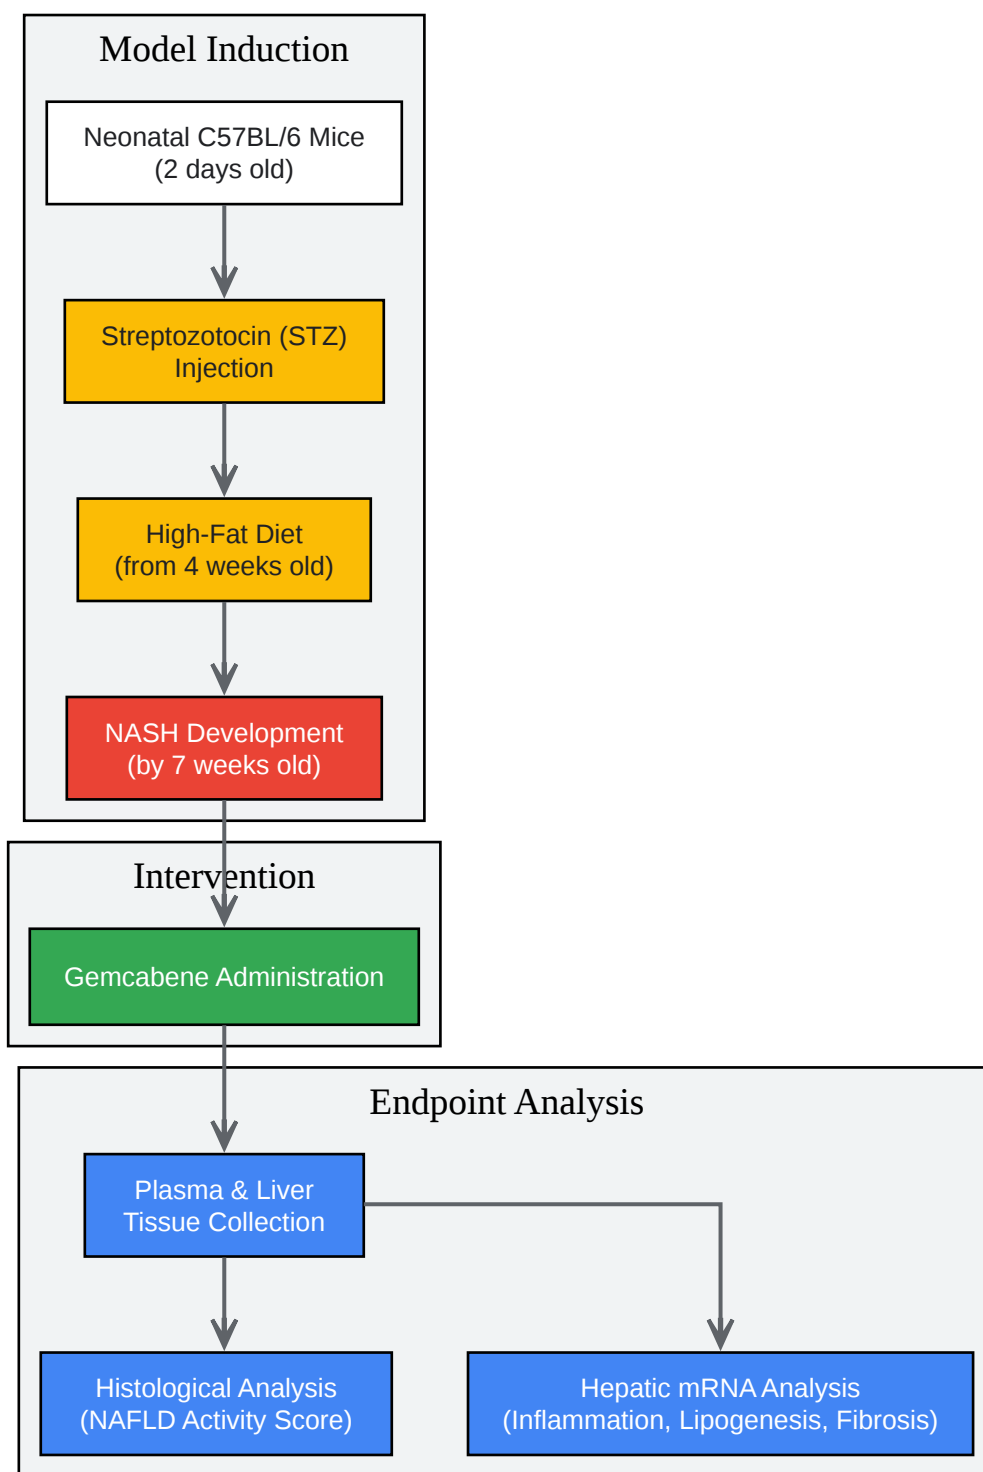 Model Induction
Neonatal C57BL/6 Mice
(2 days old)
Streptozotocin (STZ)
Injection
High-Fat Diet
(from 4 weeks old)
NASH Development
(by 7 weeks old)
Intervention
Gemcabene Administration
Endpoint Analysis
Plasma & Liver
Tissue Collection
Histological Analysis
(NAFLD Activity Score)
Hepatic mRNA Analysis
(Inflammation, Lipogenesis, Fibrosis)